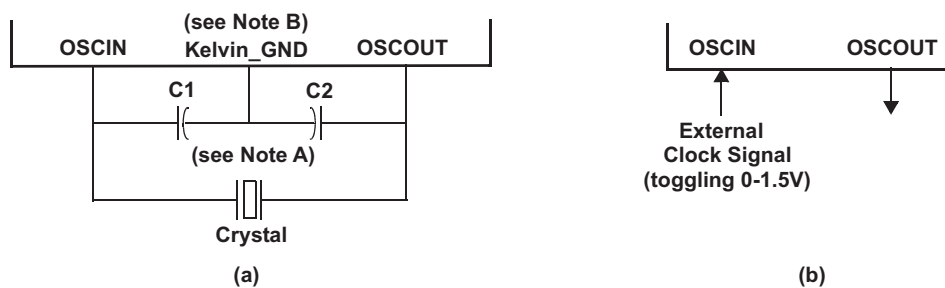 (see Note B)
OSCIN Kelvin_GND OSCOUT
C1 C2
(see Note A)
Crystal
(a)
OSCIN OSCOUT
External
Clock Signal
(toggling 0-1.5V)
(b)